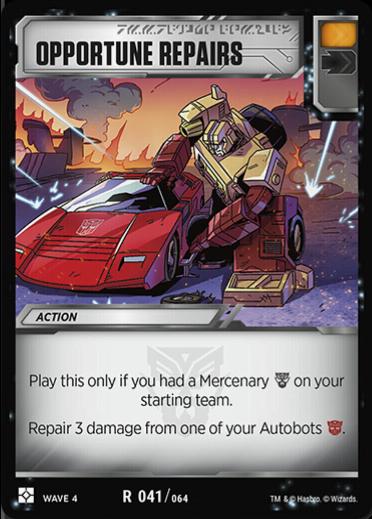 OPPORTUNE REPAIRS
ACTION
Play this only if you had a Mercenary on your
starting team.
Repair 3 damage from one of your Autobots.
WAVE 4 R 041/064 TM & © Hasbro. © Wizards.